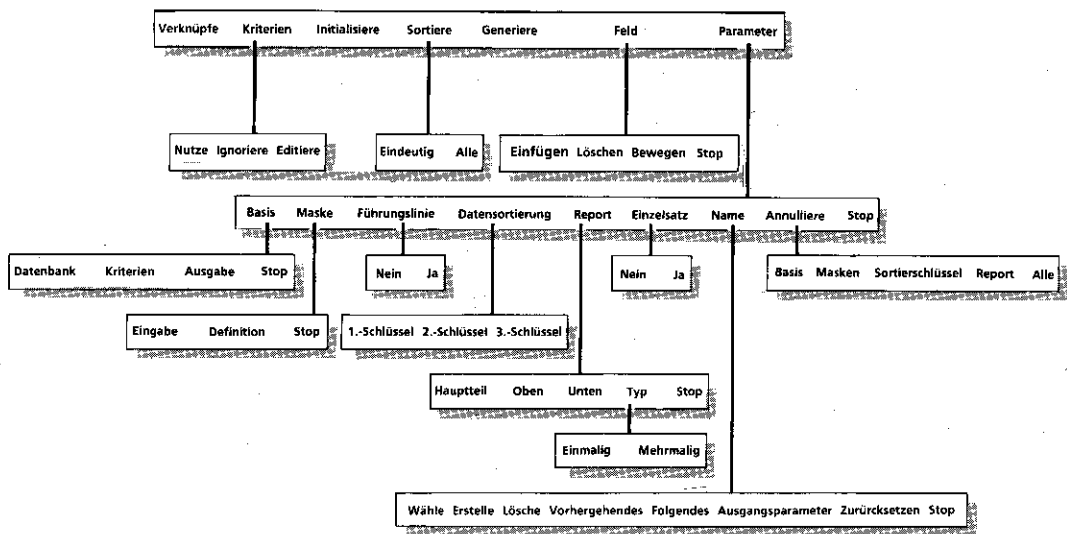 Verknüpfe Kriterien Initialisiere Sortiere Generiere Feld Parameter
Nutze Ignoriere Editiere
Eindeutig Alle
Einfügen Löschen Bewegen Stop
Basis Maske Führungslinie Datensortierung Report Einzelsatz Name Annulliere Stop
Datenbank Kriterien Ausgabe Stop
Nein Ja
Nein Ja
Basis Masken Sortierschlüssel Report Alle
Eingabe Definition Stop
1.-Schlüssel 2.-Schlüssel 3.-Schlüssel
Hauptteil Oben Unten Typ Stop
Einmalig Mehrmalig
Wähle Erstelle Lösche Vorhergehendes Folgendes Ausgangsparameter Zurürcksetzen Stop